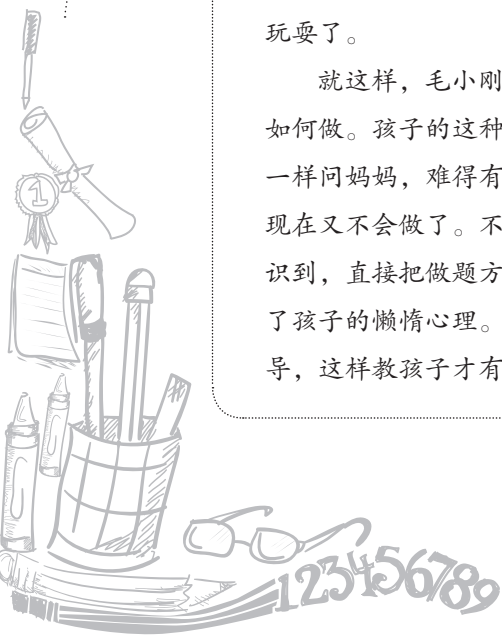 玩耍了。
就这样，毛小刚
如何做。孩子的这种
一样问妈妈，难得有
现在又不会做了。不
识到，直接把做题方
了孩子的懒惰心理。
导，这样教孩子才有
1
123456789